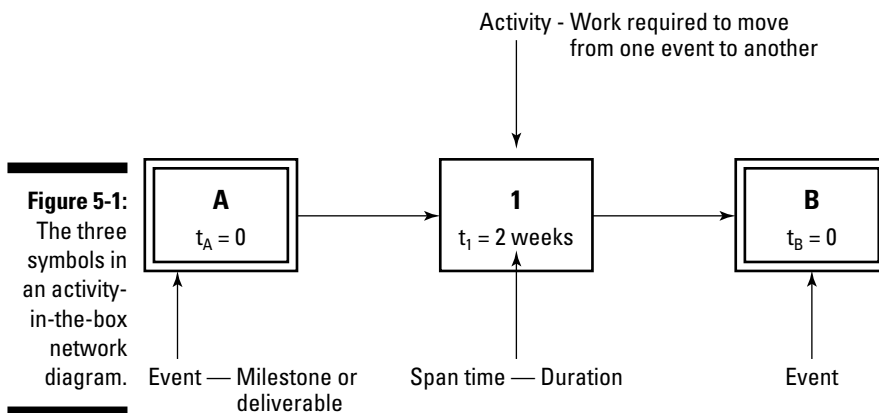 Activity - Work required to move
from one event to another
A
t_A = 0
1
t_1 = 2 weeks
B
t_B = 0
Figure 5-1:
The three
symbols in
an activity-
in-the-box
network
diagram.
Event — Milestone or
deliverable
Span time — Duration
Event